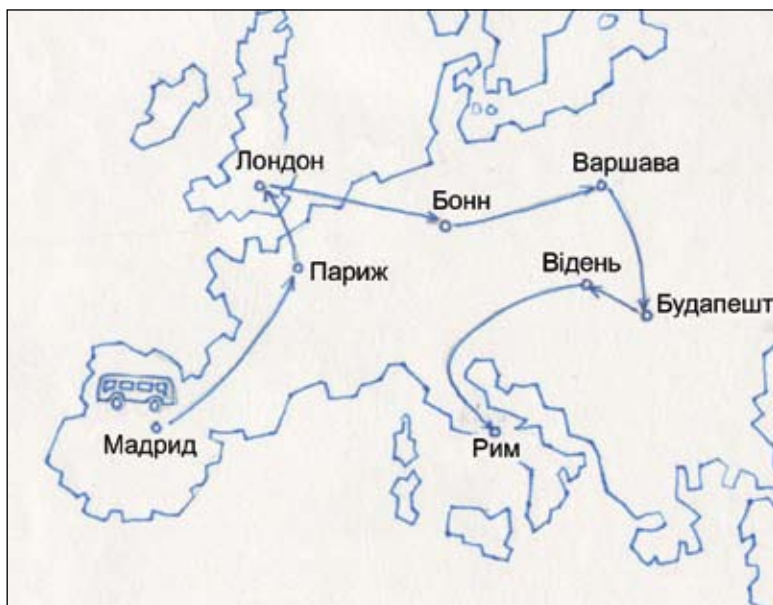 Лондон
Варшава
Бонн
Відень
Париж
Будапешт
Мадрид
Рим